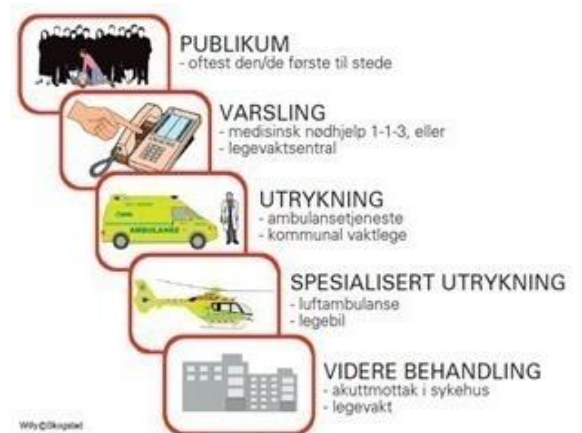 PUBLIKUM
- oftest den/de første til stede
VARSLING
- medisinsk nødhjelp 1-1-3, eller
- legevaktsentral
UTRYKNING
- ambulansetjeneste
- kommunal vaktlege
AMBULANSE
SPESIALISERT UTRYKNING
- luftambulanse
- legebil
VIDERE BEHANDLING
- akuttmottak i sykehus
- legevakt
Willy©Skogstad